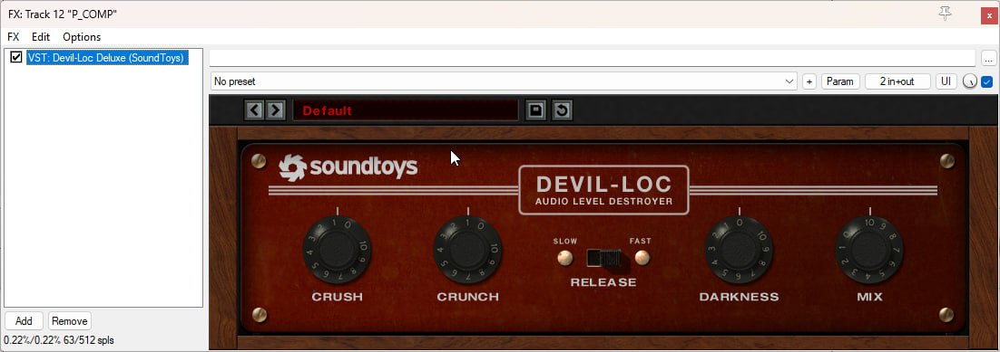 FX: Track 12 "P_COMP"
x
FX Edit Options
VST: Devil-Loc Deluxe (SoundToys)
...
No preset
+ Param 2 in+out UI
Default
soundtoys
DEVIL-LOC
AUDIO LEVEL DESTROYER
SLOW FAST
RELEASE
CRUSH CRUNCH DARKNESS MIX
Add Remove
0.22%/0.22% 63/512 spls